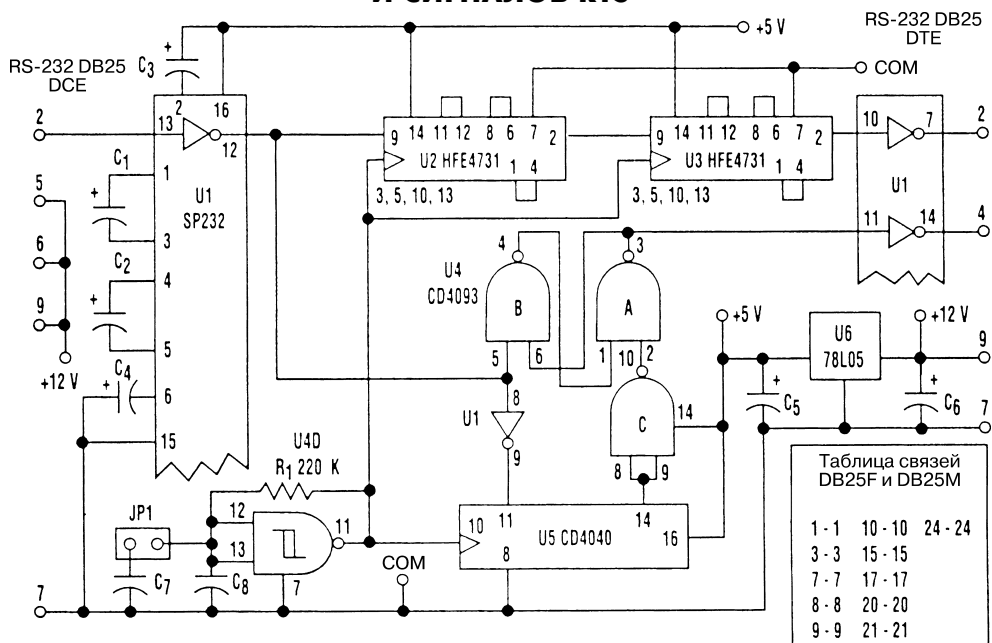 +5 V
RS-232 DB25
DTE
RS-232 DB25
DCE
+
C3
COM
2
2
16
13
12
9
14
11
12
8
6
7
2
U2 HFE4731
1
4
3, 5, 10, 13
9
14
11
12
8
6
7
2
U3 HFE4731
1
4
3, 5, 10, 13
10
7
2
U1
11
14
4
C1
+
1
3
U1
SP232
5
6
9
+12 V
C2
+
4
5
C4
+
6
15
4
U4
CD4093
B
5
6
3
A
1
2
10
C
14
8
9
+5 V
U6
78L05
+12 V
9
+
C5
+
C6
7
8
U1
9
U4D
R1 220 K
12
13
11
7
JP1
C7
C8
7
COM
10
11
14
U5 CD4040
16
8
Таблица связей
DB25F и DB25M
1 - 1 10 - 10 24 - 24
3 - 3 15 - 15
7 - 7 17 - 17
8 - 8 20 - 20
9 - 9 21 - 21